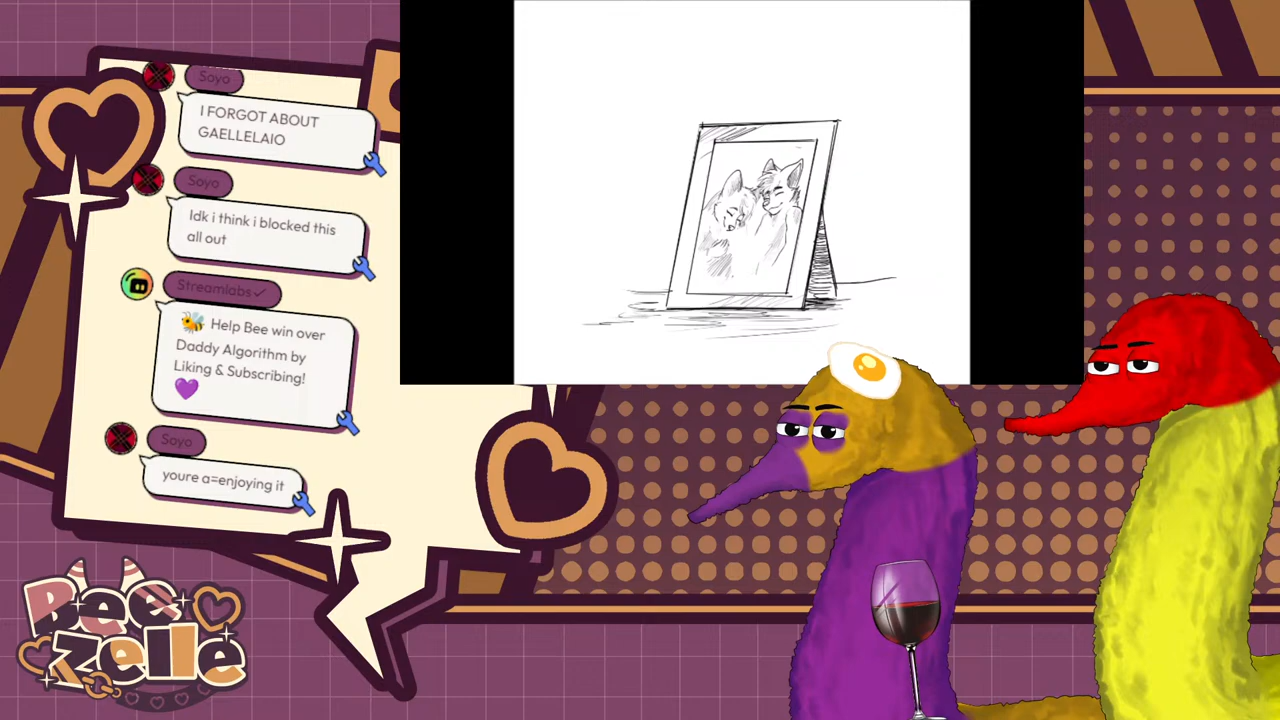 Soyo
I FORGOT ABOUT
GAELLELAIO
Soyo
Idk i think i blocked this
all out
Streamlabs
Help Bee win over
Daddy Algorithm by
Liking & Subscribing!
Soyo
youre a=enjoying it
Bee
Zelle